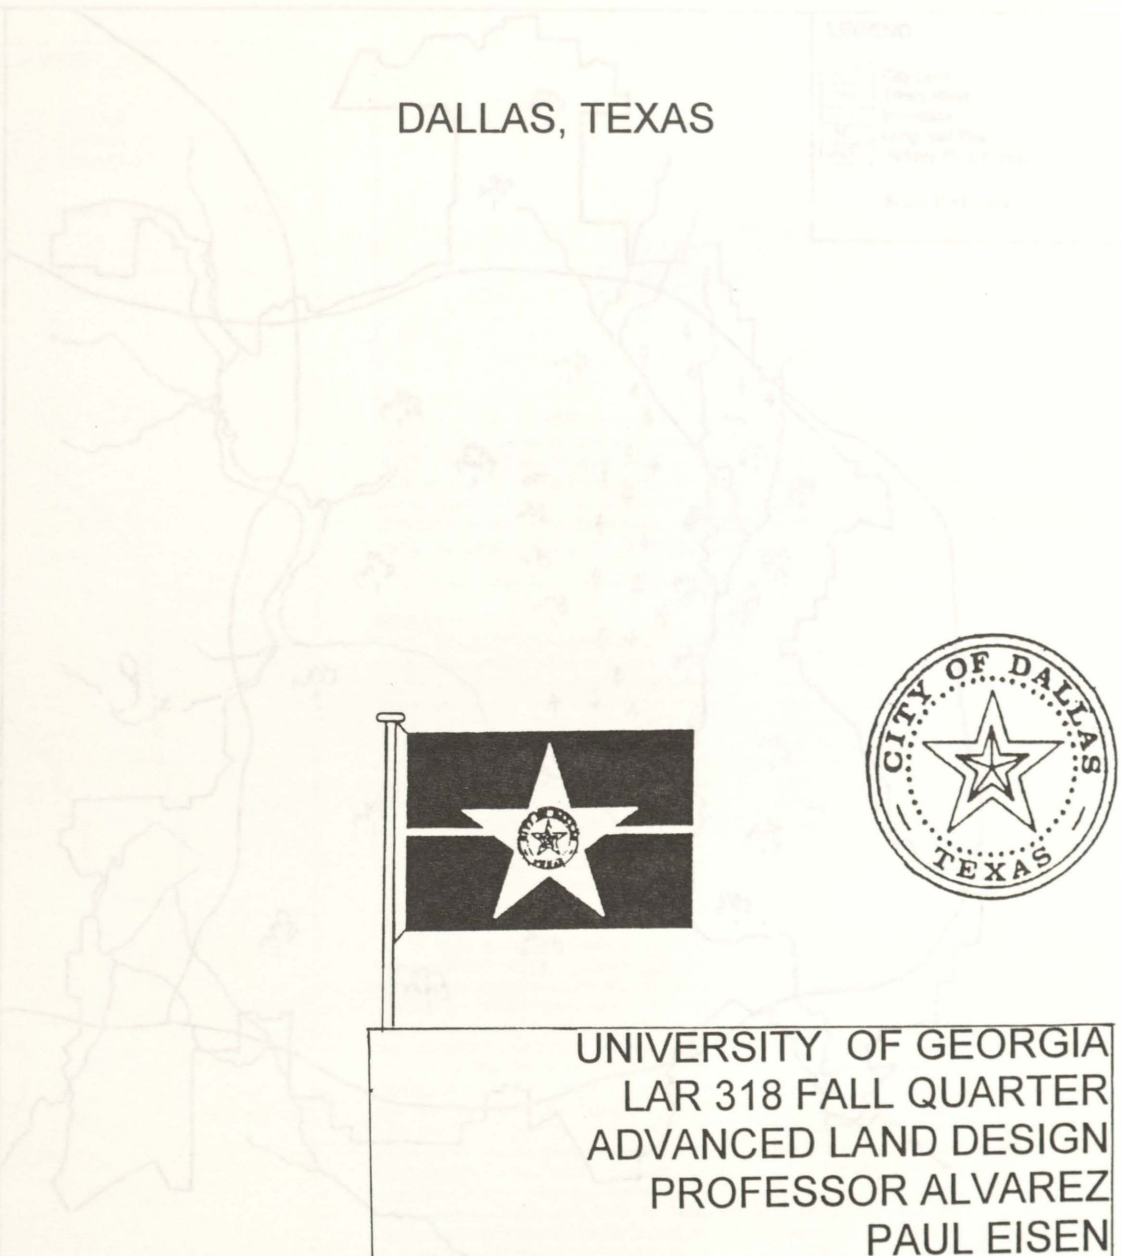 DALLAS, TEXAS
CITY OF DALLAS
TEXAS
UNIVERSITY OF GEORGIA
LAR 318 FALL QUARTER
ADVANCED LAND DESIGN
PROFESSOR ALVAREZ
PAUL EISEN